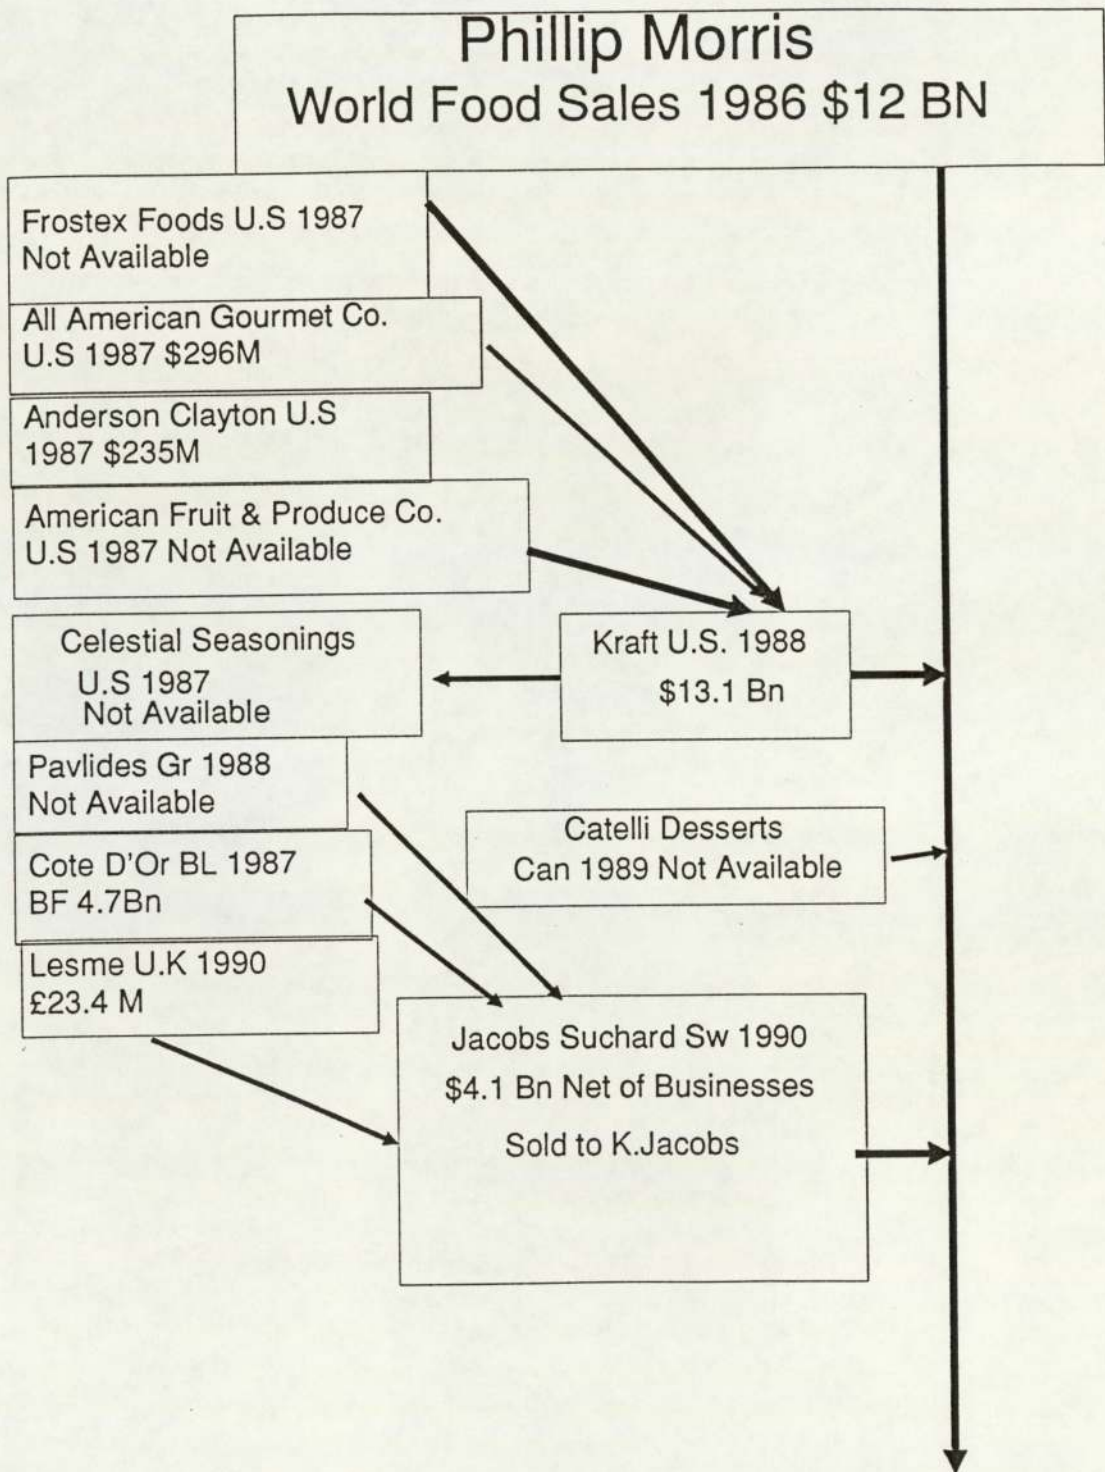 Phillip Morris
World Food Sales 1986 $12 BN
Frostex Foods U.S 1987
Not Available
All American Gourmet Co.
U.S 1987 $296M
Anderson Clayton U.S
1987 $235M
American Fruit & Produce Co.
U.S 1987 Not Available
Celestial Seasonings
U.S 1987
Not Available
Kraft U.S. 1988
$13.1 Bn
Pavlides Gr 1988
Not Available
Catelli Desserts
Can 1989 Not Available
Cote D'Or BL 1987
BF 4.7Bn
Lesme U.K 1990
£23.4 M
Jacobs Suchard Sw 1990
$4.1 Bn Net of Businesses
Sold to K.Jacobs